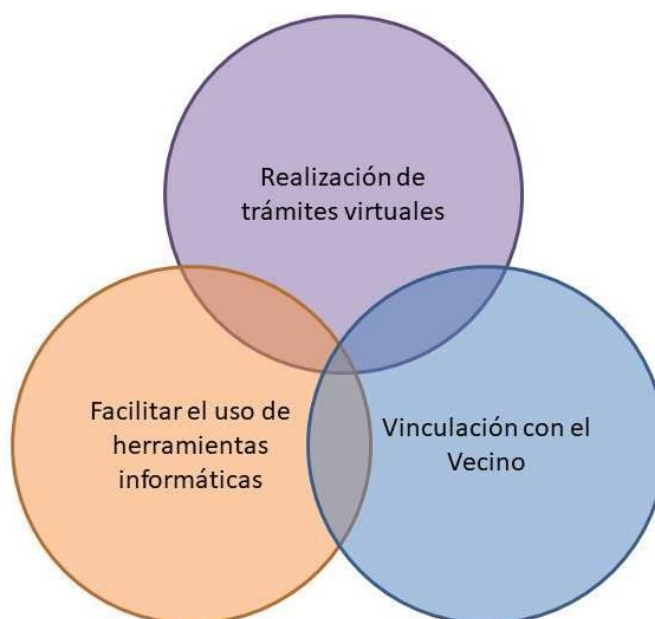 Realización de
trámites virtuales
Facilitar el uso de
herramientas
informáticas
Vinculación con el
Vecino